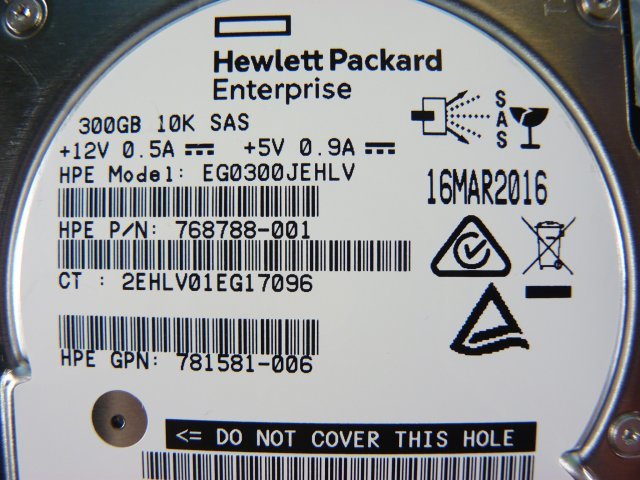 Hewlett Packard
Enterprise
300GB 10K SAS
SAS
+12V 0.5A +5V 0.9A
HPE Model: EG0300JEHLV
16MAR2016
HPE P/N: 768788-001
CT : 2EHLV01EG17096
HPE GPN: 781581-006
<= DO NOT COVER THIS HOLE